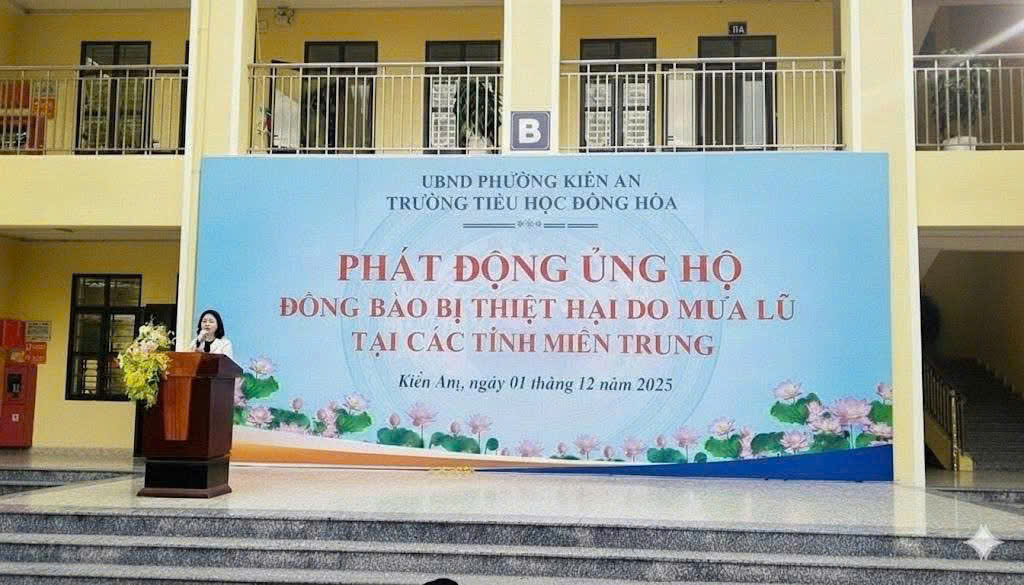 11A
B
UBND PHƯỜNG KIẾN AN
TRƯỜNG TIỂU HỌC ĐỒNG HÒA
PHÁT ĐỘNG ỦNG HỘ
ĐỒNG BÀO BỊ THIỆT HẠI DO MƯA LŨ
TẠI CÁC TỈNH MIỀN TRUNG
Kiến An, ngày 01 tháng 12 năm 2025